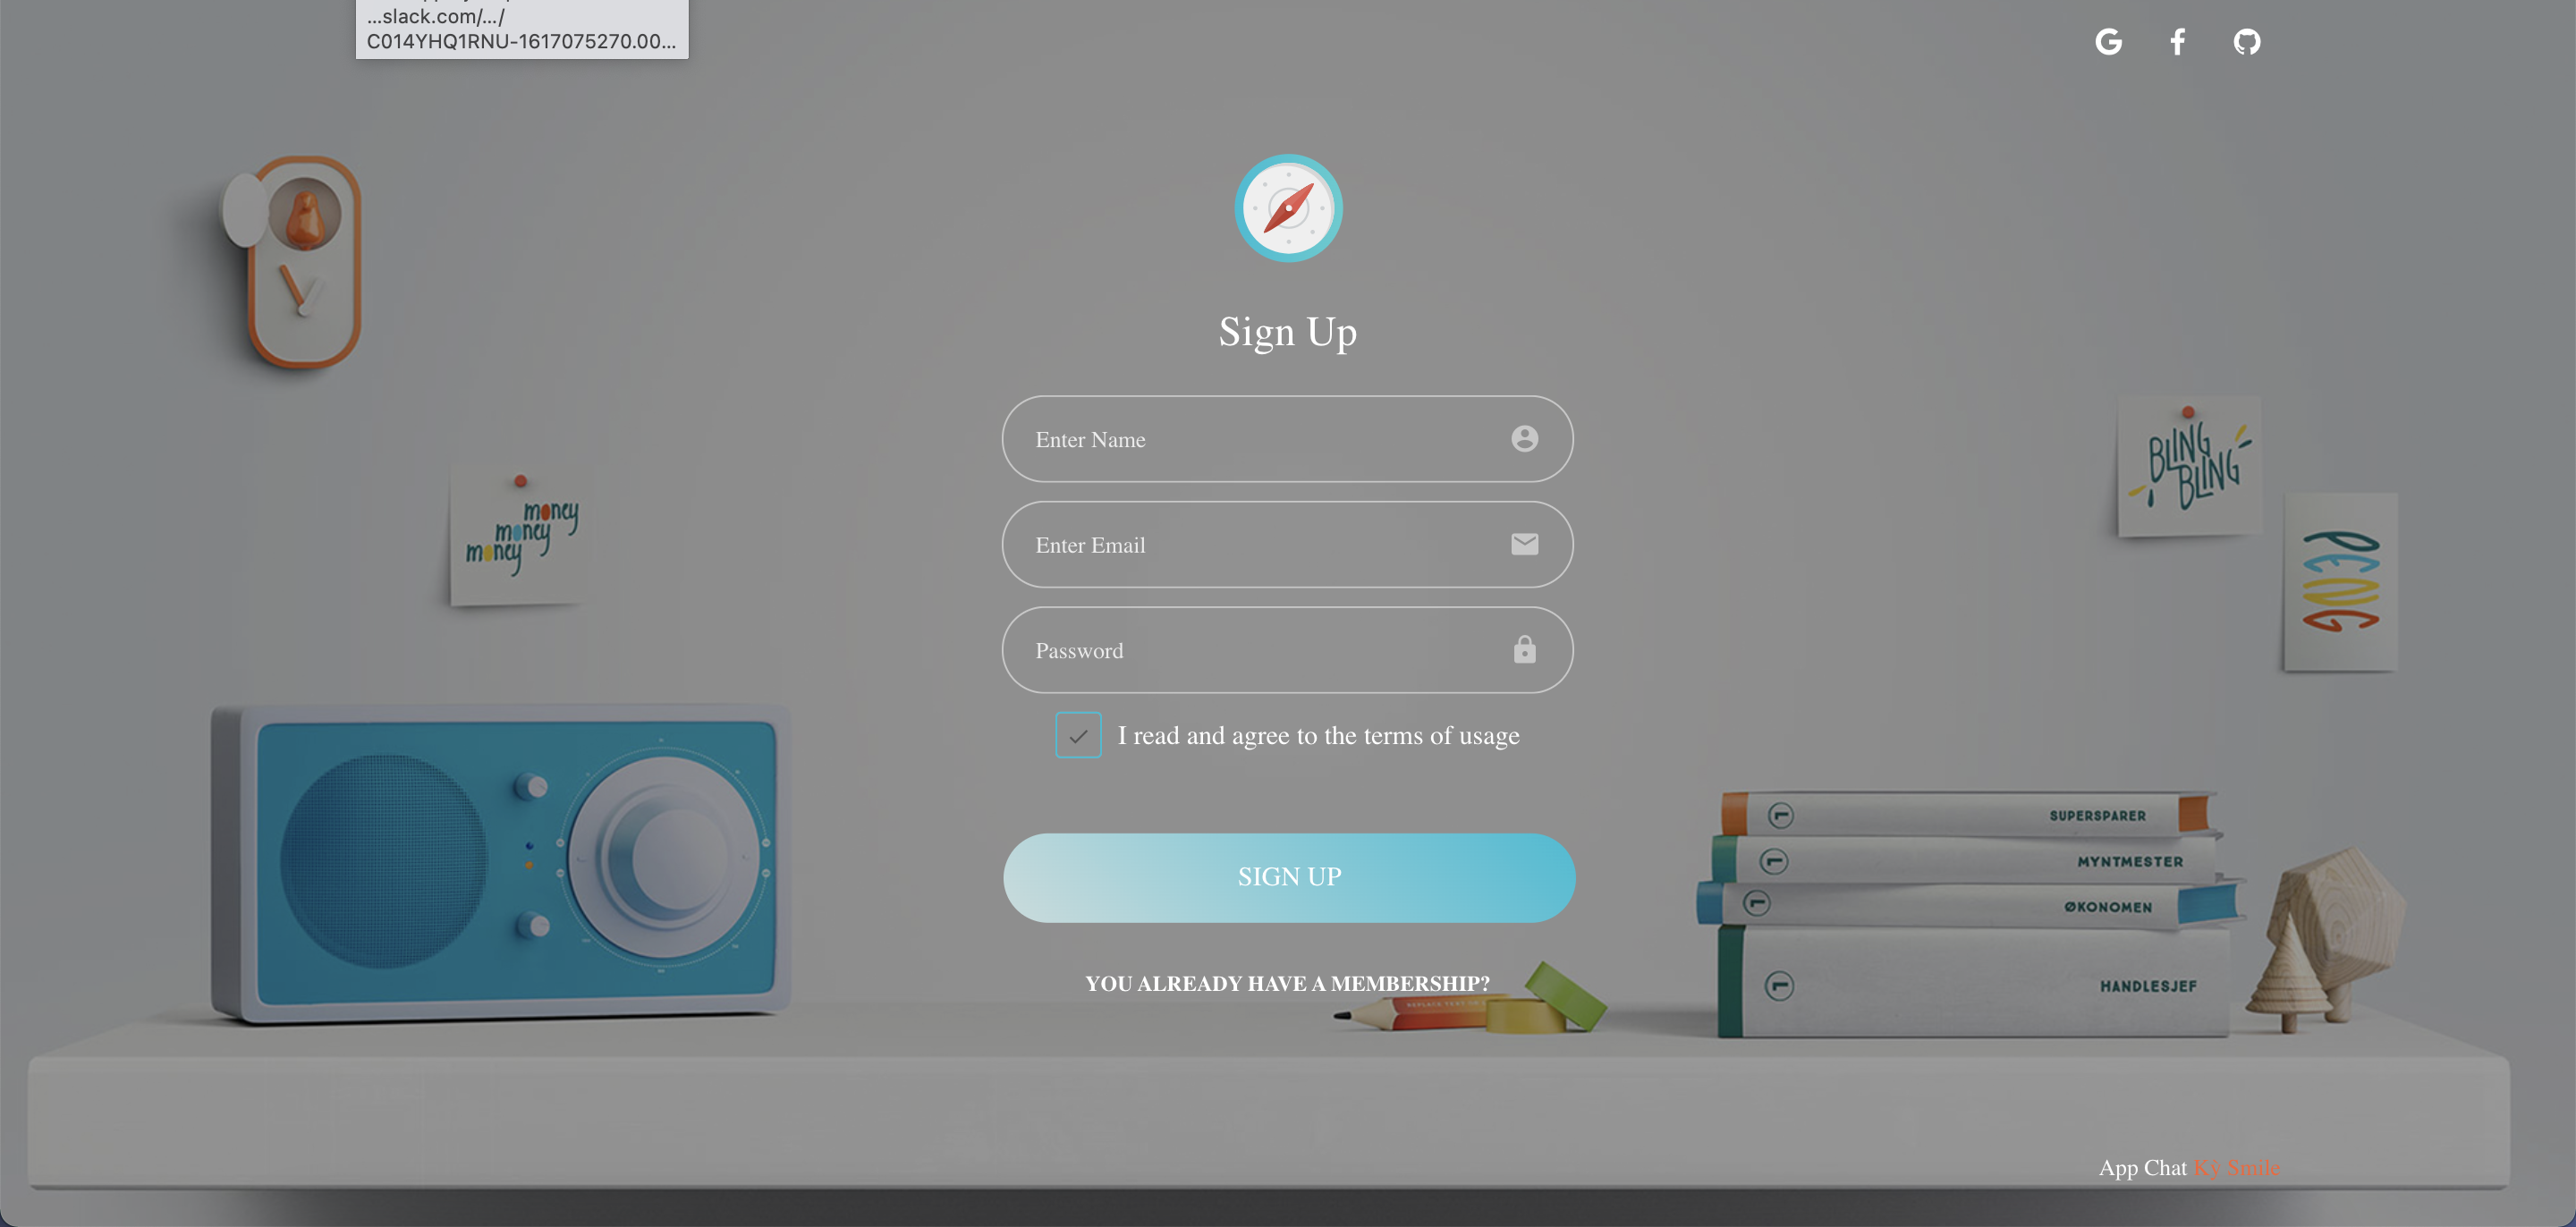 ...slack.com/.../
C014YHQ1RNU-1617075270.00...
Sign Up
Enter Name
BLING
BLING
money
money
money
Enter Email
PENG
Password
I read and agree to the terms of usage
SUPERSPARER
MYNTMESTER
SIGN UP
ØKONOMEN
YOU ALREADY HAVE A MEMBERSHIP?
HANDLESJEF
App Chat Kỳ Smile